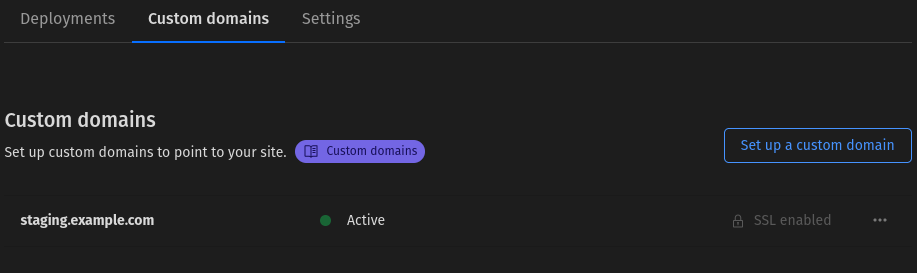 Deployments Custom domains Settings
Custom domains
Set up custom domains to point to your site. Custom domains
Set up a custom domain
staging.example.com Active SSL enabled